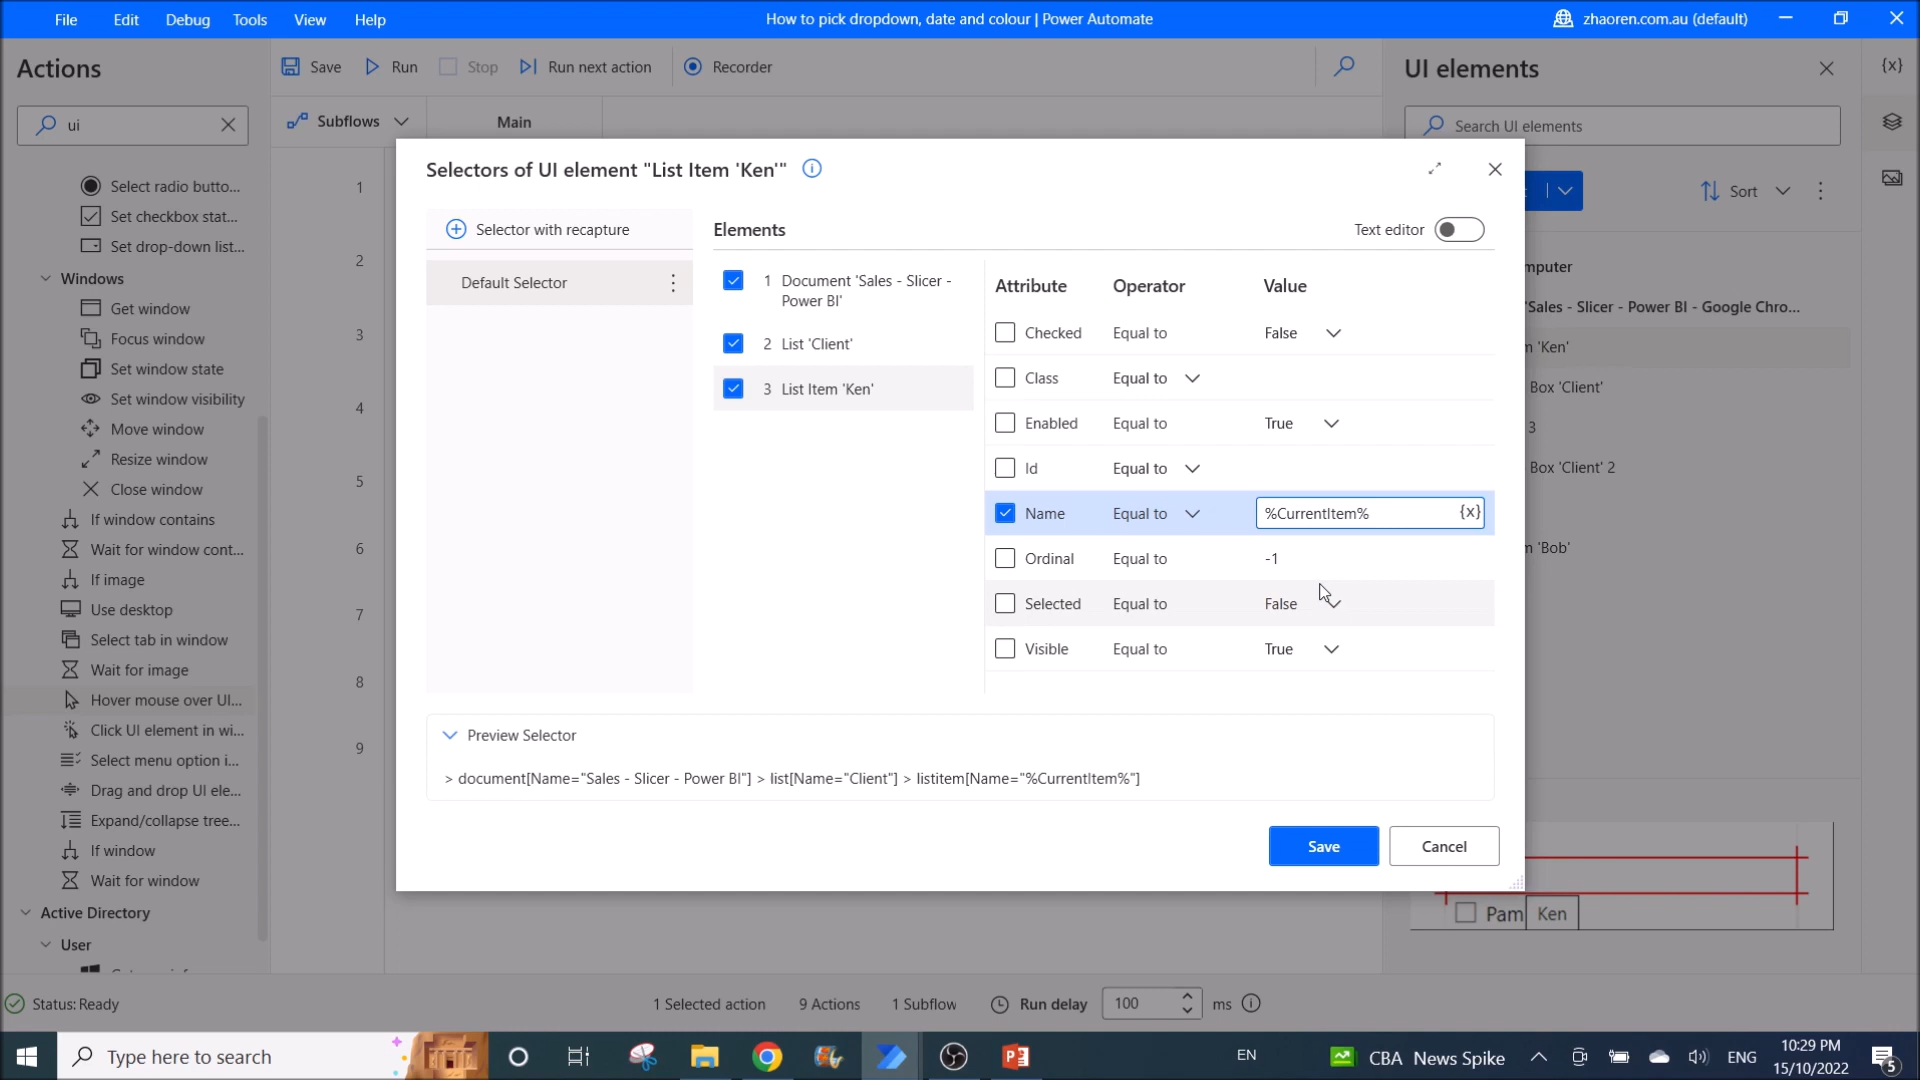 File Edit Debug Tools View Help
How to pick dropdown, date and colour | Power Automate
zhaoren.com.au (default)
Actions
Save Run Stop Run next action Recorder
UI elements
{x}
ui
Subflows
Main
Search UI elements
Select radio butto...
Set checkbox stat...
Set drop-down list...
Windows
Get window
Focus window
Set window state
Set window visibility
Move window
Resize window
Close window
If window contains
Wait for window cont...
If image
Use desktop
Select tab in window
Wait for image
Hover mouse over UI...
Click UI element in wi...
Select menu option i...
Drag and drop UI ele...
Expand/collapse tree...
If window
Wait for window
Active Directory
User
1
2
3
4
5
6
7
8
9
Selectors of UI element "List Item 'Ken'"
Selector with recapture
Default Selector
Elements
Text editor
1 Document 'Sales - Slicer -
Power BI'
2 List 'Client'
3 List Item 'Ken'
Attribute Operator Value
Checked Equal to False
Class Equal to
Enabled Equal to True
Id Equal to
Name Equal to %CurrentItem% {x}
Ordinal Equal to -1
Selected Equal to False
Visible Equal to True
Preview Selector
> document[Name="Sales - Slicer - Power BI"] > list[Name="Client"] > listitem[Name="%CurrentItem%"]
Save
Cancel
Sort
mputer
'Sales - Slicer - Power BI - Google Chro...
'Ken'
Box 'Client'
3
Box 'Client' 2
'Bob'
Pam
Ken
Status: Ready
1 Selected action
9 Actions
1 Subflow
Run delay 100 ms
Type here to search
EN
CBA News Spike
ENG
10:29 PM
15/10/2022
5